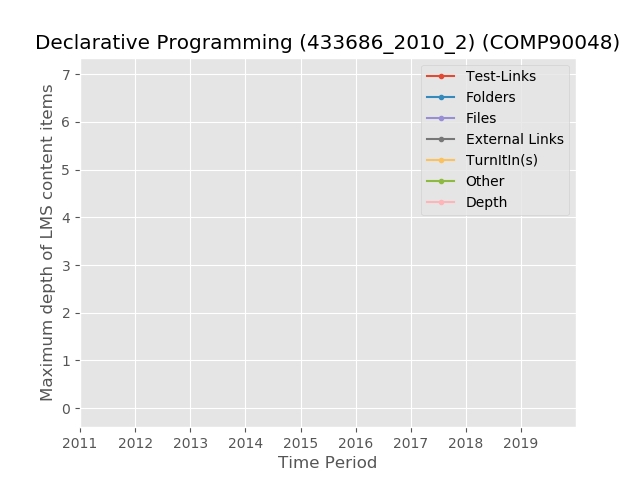 Declarative Programming (433686_2010_2) (COMP90048)
Maximum depth of LMS content items
7
6
5
4
3
2
1
0
Test-Links
Folders
Files
External Links
TurnItIn(s)
Other
Depth
2011 2012 2013 2014 2015 2016 2017 2018 2019
Time Period